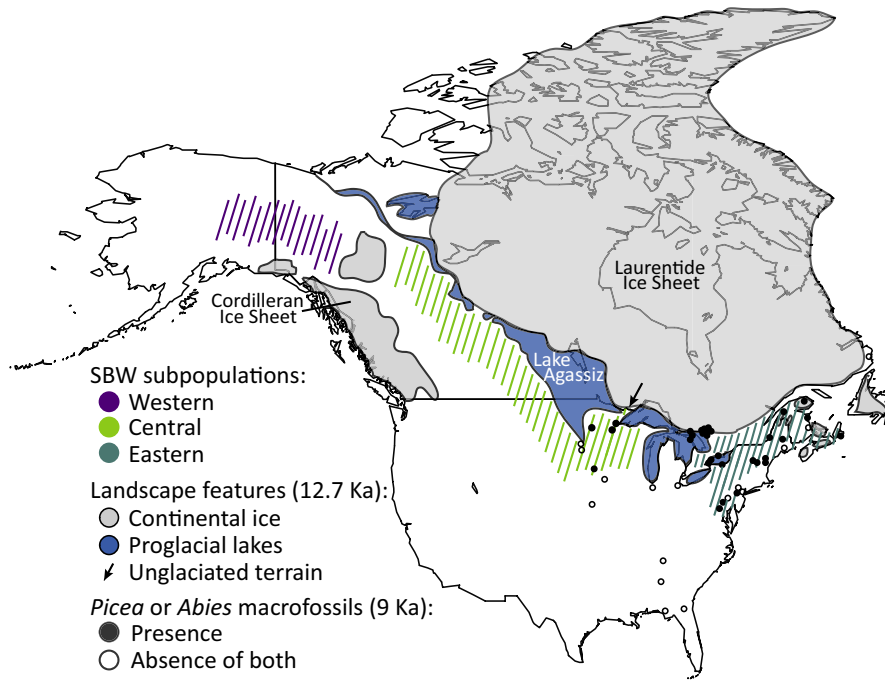 Laurentide
Ice Sheet
Cordilleran
Ice Sheet
Lake
Agassiz
SBW subpopulations:
Western
Central
Eastern
Landscape features (12.7 Ka):
Continental ice
Proglacial lakes
Unglaciated terrain
Picea or Abies macrofossils (9 Ka):
Presence
Absence of both